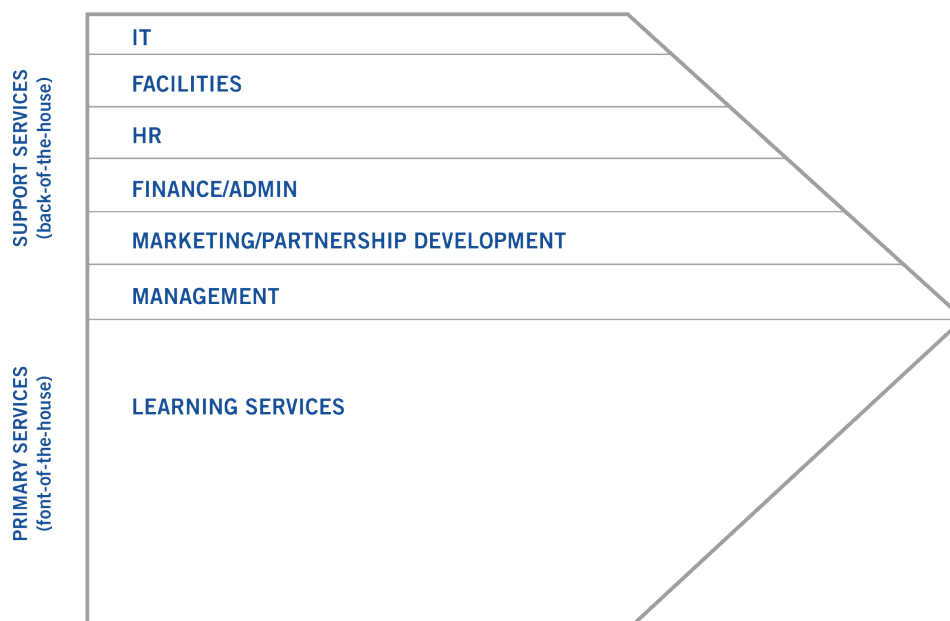 SUPPORT SERVICES
(back-of-the-house)
IT
FACILITIES
HR
FINANCE/ADMIN
MARKETING/PARTNERSHIP DEVELOPMENT
MANAGEMENT
PRIMARY SERVICES
(font-of-the-house)
LEARNING SERVICES